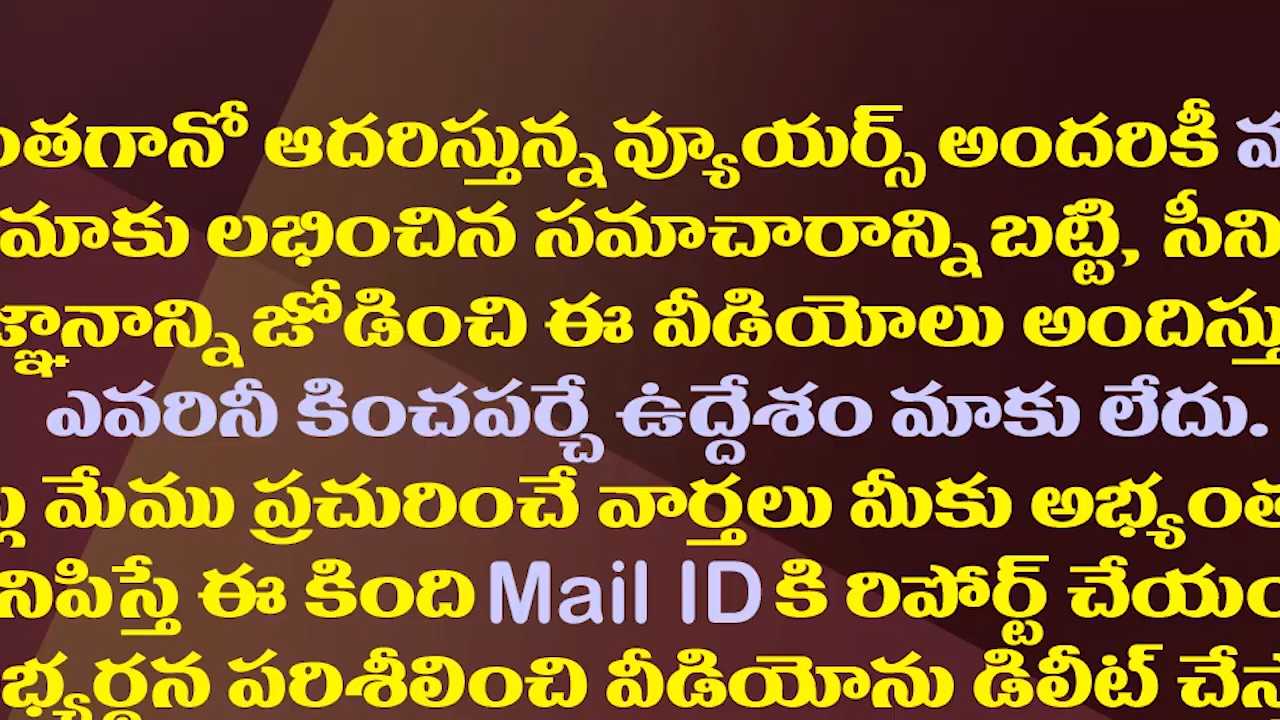 ంతగానో ఆదరిస్తున్న వ్యూయర్స్ అందరికీ
మాకు లభించిన సమాచారాన్ని బట్టి, సీని
జ్ఞానాన్ని జోడించి ఈ వీడియోలు అందిస్తు
ఎవరినీ కించపర్చే ఉద్దేశం మాకు లేదు.
మేము ప్రచురించే వార్తలు మీకు అభ్యంత
నిపిస్తే ఈ కింది Mail ID కి రిపోర్ట్ చేయం
భ్యర్థన పరిశీలించి వీడియోను డిలీట్ చేస